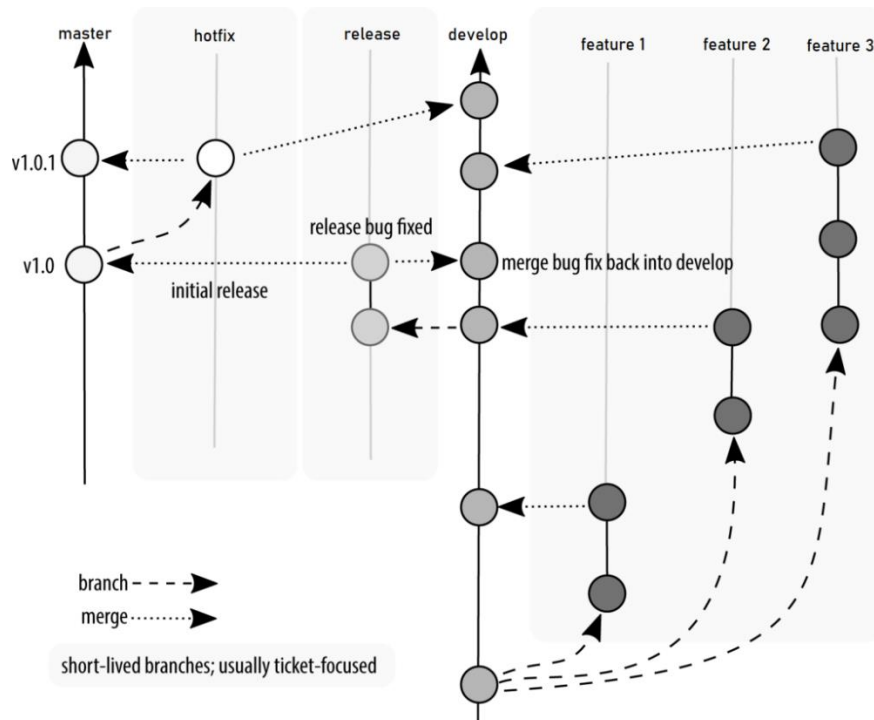 master
hotfix
release
develop
feature 1
feature 2
feature 3
v1.0.1
release bug fixed
v1.0
merge bug fix back into develop
initial release
branch
merge
short-lived branches; usually ticket-focused